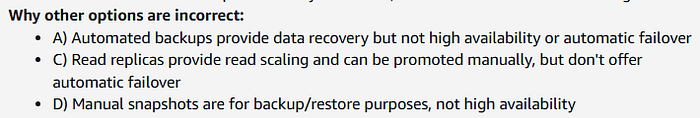 Why other options are incorrect:
• A) Automated backups provide data recovery but not high availability or automatic failover
• C) Read replicas provide read scaling and can be promoted manually, but don't offer
automatic failover
• D) Manual snapshots are for backup/restore purposes, not high availability